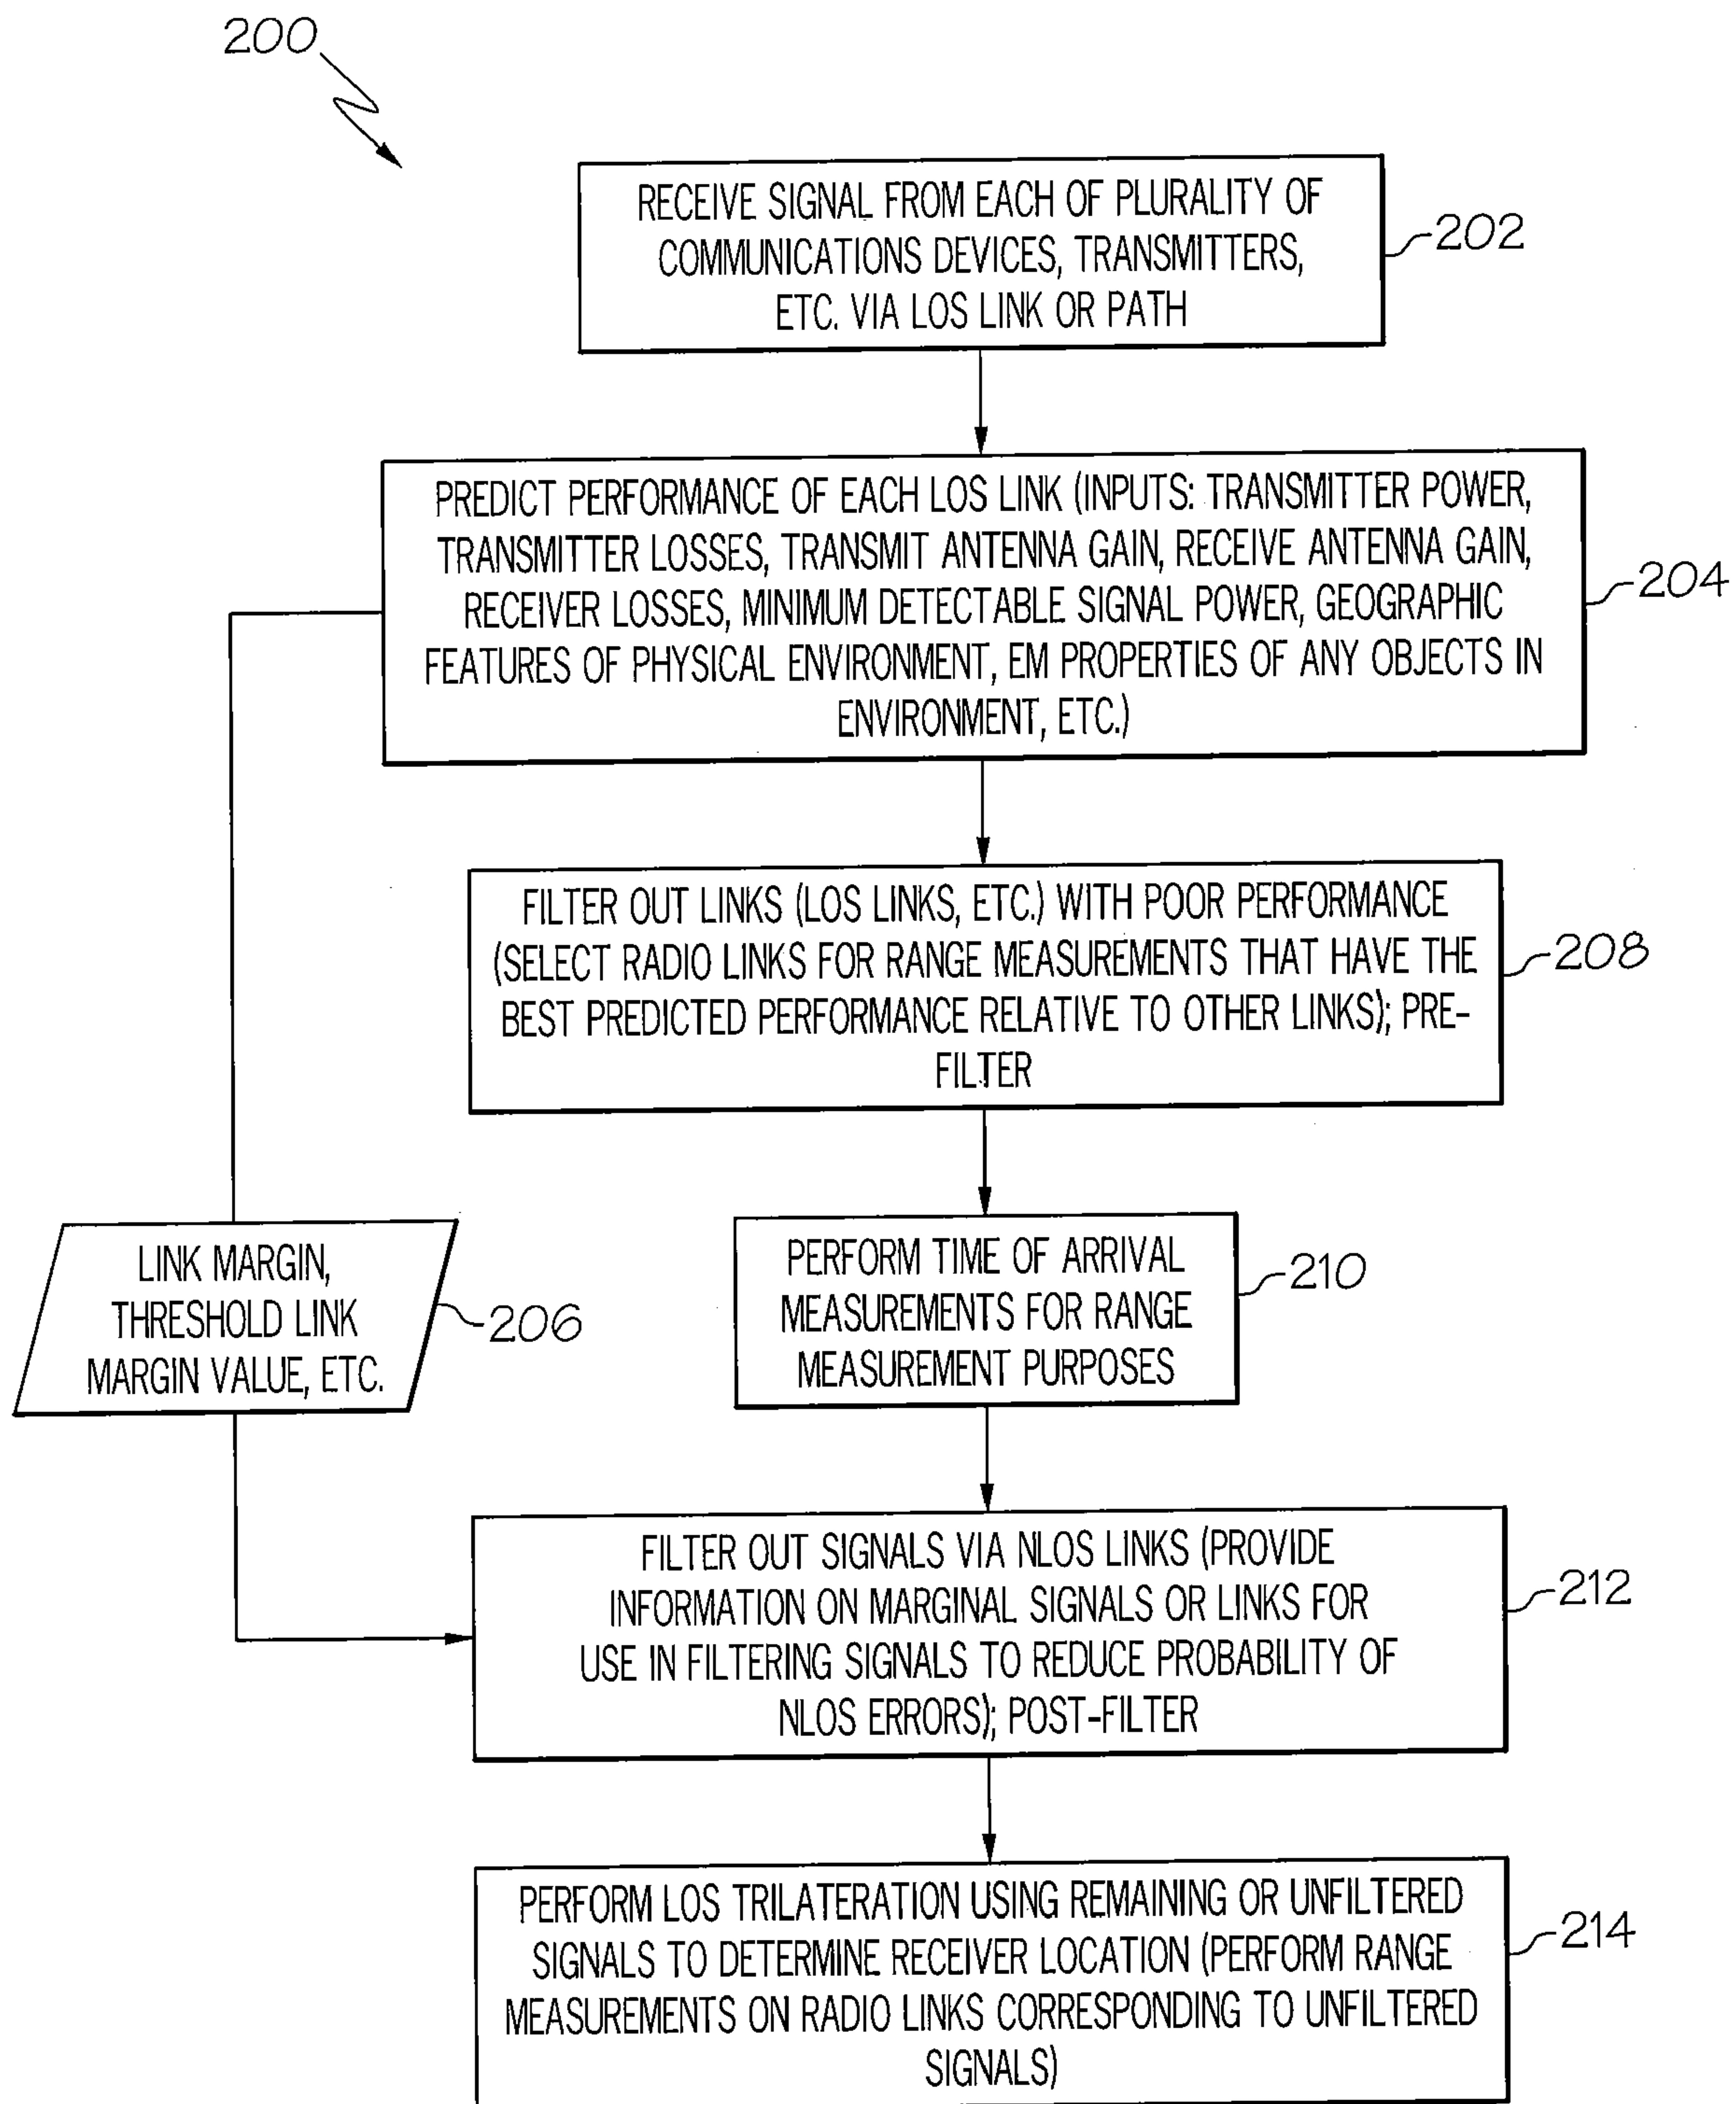 200
RECEIVE SIGNAL FROM EACH OF PLURALITY OF
COMMUNICATIONS DEVICES, TRANSMITTERS,
ETC. VIA LOS LINK OR PATH
202
PREDICT PERFORMANCE OF EACH LOS LINK (INPUTS: TRANSMITTER POWER,
TRANSMITTER LOSSES, TRANSMIT ANTENNA GAIN, RECEIVE ANTENNA GAIN,
RECEIVER LOSSES, MINIMUM DETECTABLE SIGNAL POWER, GEOGRAPHIC
FEATURES OF PHYSICAL ENVIRONMENT, EM PROPERTIES OF ANY OBJECTS IN
ENVIRONMENT, ETC.)
204
FILTER OUT LINKS (LOS LINKS, ETC.) WITH POOR PERFORMANCE
(SELECT RADIO LINKS FOR RANGE MEASUREMENTS THAT HAVE THE
BEST PREDICTED PERFORMANCE RELATIVE TO OTHER LINKS); PRE-
FILTER
208
LINK MARGIN,
THRESHOLD LINK
MARGIN VALUE, ETC.
206
PERFORM TIME OF ARRIVAL
MEASUREMENTS FOR RANGE
MEASUREMENT PURPOSES
210
FILTER OUT SIGNALS VIA NLOS LINKS (PROVIDE
INFORMATION ON MARGINAL SIGNALS OR LINKS FOR
USE IN FILTERING SIGNALS TO REDUCE PROBABILITY OF
NLOS ERRORS); POST-FILTER
212
PERFORM LOS TRILATERATION USING REMAINING OR UNFILTERED
SIGNALS TO DETERMINE RECEIVER LOCATION (PERFORM RANGE
MEASUREMENTS ON RADIO LINKS CORRESPONDING TO UNFILTERED
SIGNALS)
214